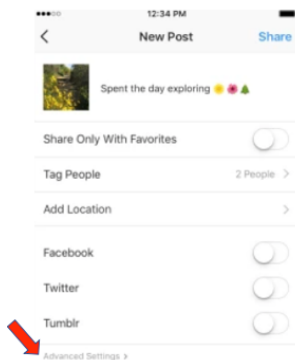 12:34 PM
New Post
Share
Spent the day exploring 🌼🌺🌲
Share Only With Favorites
Tag People
2 People >
Add Location
>
Facebook
Twitter
Tumblr
Advanced Settings >